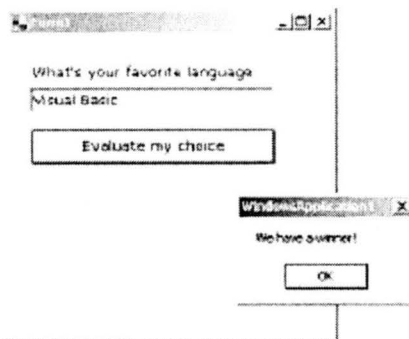 Form1
What's your favorite language
Visual Basic
Evaluate my choice
WindowsApplication1
We have a winner!
OK